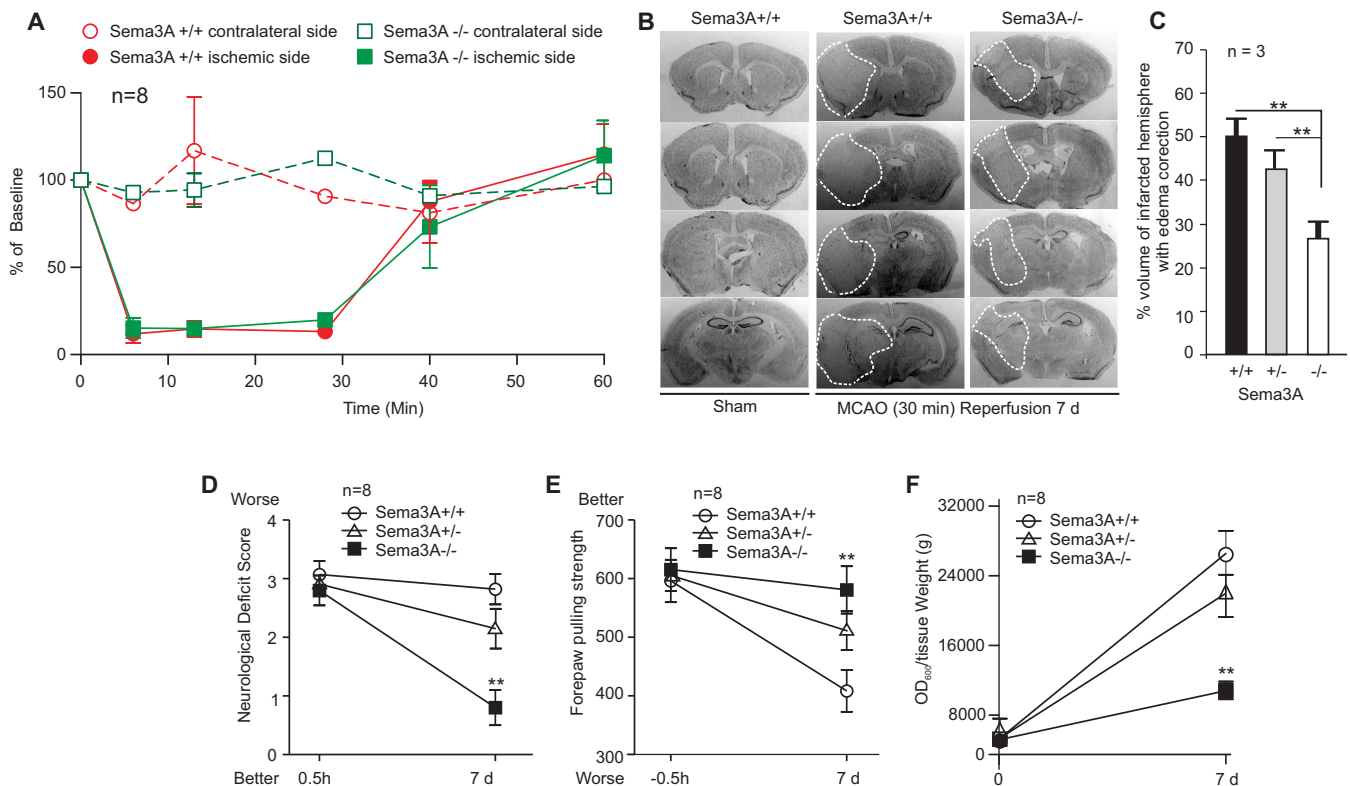 A
Sema3A +/+ contralateral side
Sema3A -/- contralateral side
Sema3A +/+ ischemic side
Sema3A -/- ischemic side
n=8
% of Baseline
150
100
50
0
0
10
20
30
40
50
60
Time (Min)
B
Sema3A+/+
Sema3A+/+
Sema3A-/-
Sham
MCAO (30 min) Reperfusion 7 d
C
n = 3
% volume of infarcted hemisphere
with edema corection
70
60
50
40
30
20
10
0
**
**
+/+
+/-
-/-
Sema3A
D
Worse
n=8
Sema3A+/+
Sema3A+/-
Sema3A-/-
Neurological Deficit Score
4
3
2
1
0
**
Better
0.5h
7 d
E
Better
n=8
Sema3A+/+
Sema3A+/-
Sema3A-/-
Forepaw pulling strength
700
600
500
400
300
**
Worse
-0.5h
7 d
F
n=8
Sema3A+/+
Sema3A+/-
Sema3A-/-
OD600/tissue Weight (g)
32000
24000
16000
8000
0
**
0
7 d